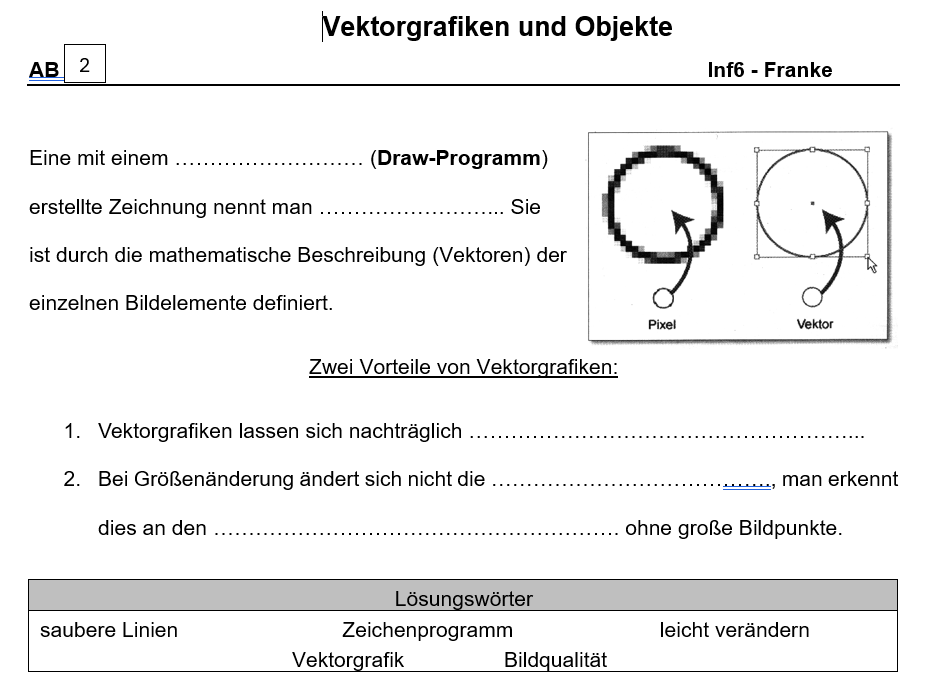 Vektorgrafiken und Objekte
AB 2 Inf6 - Franke
Eine mit einem ……………………… (Draw-Programm)
erstellte Zeichnung nennt man …………………….. Sie
ist durch die mathematische Beschreibung (Vektoren) der
einzelnen Bildelemente definiert.
Pixel Vektor
Zwei Vorteile von Vektorgrafiken:
1. Vektorgrafiken lassen sich nachträglich ………………………………………………...
2. Bei Größenänderung ändert sich nicht die …………………………………., man erkennt
dies an den …………………………………………………. ohne große Bildpunkte.
Lösungswörter
saubere Linien Zeichenprogramm leicht verändern
Vektorgrafik Bildqualität